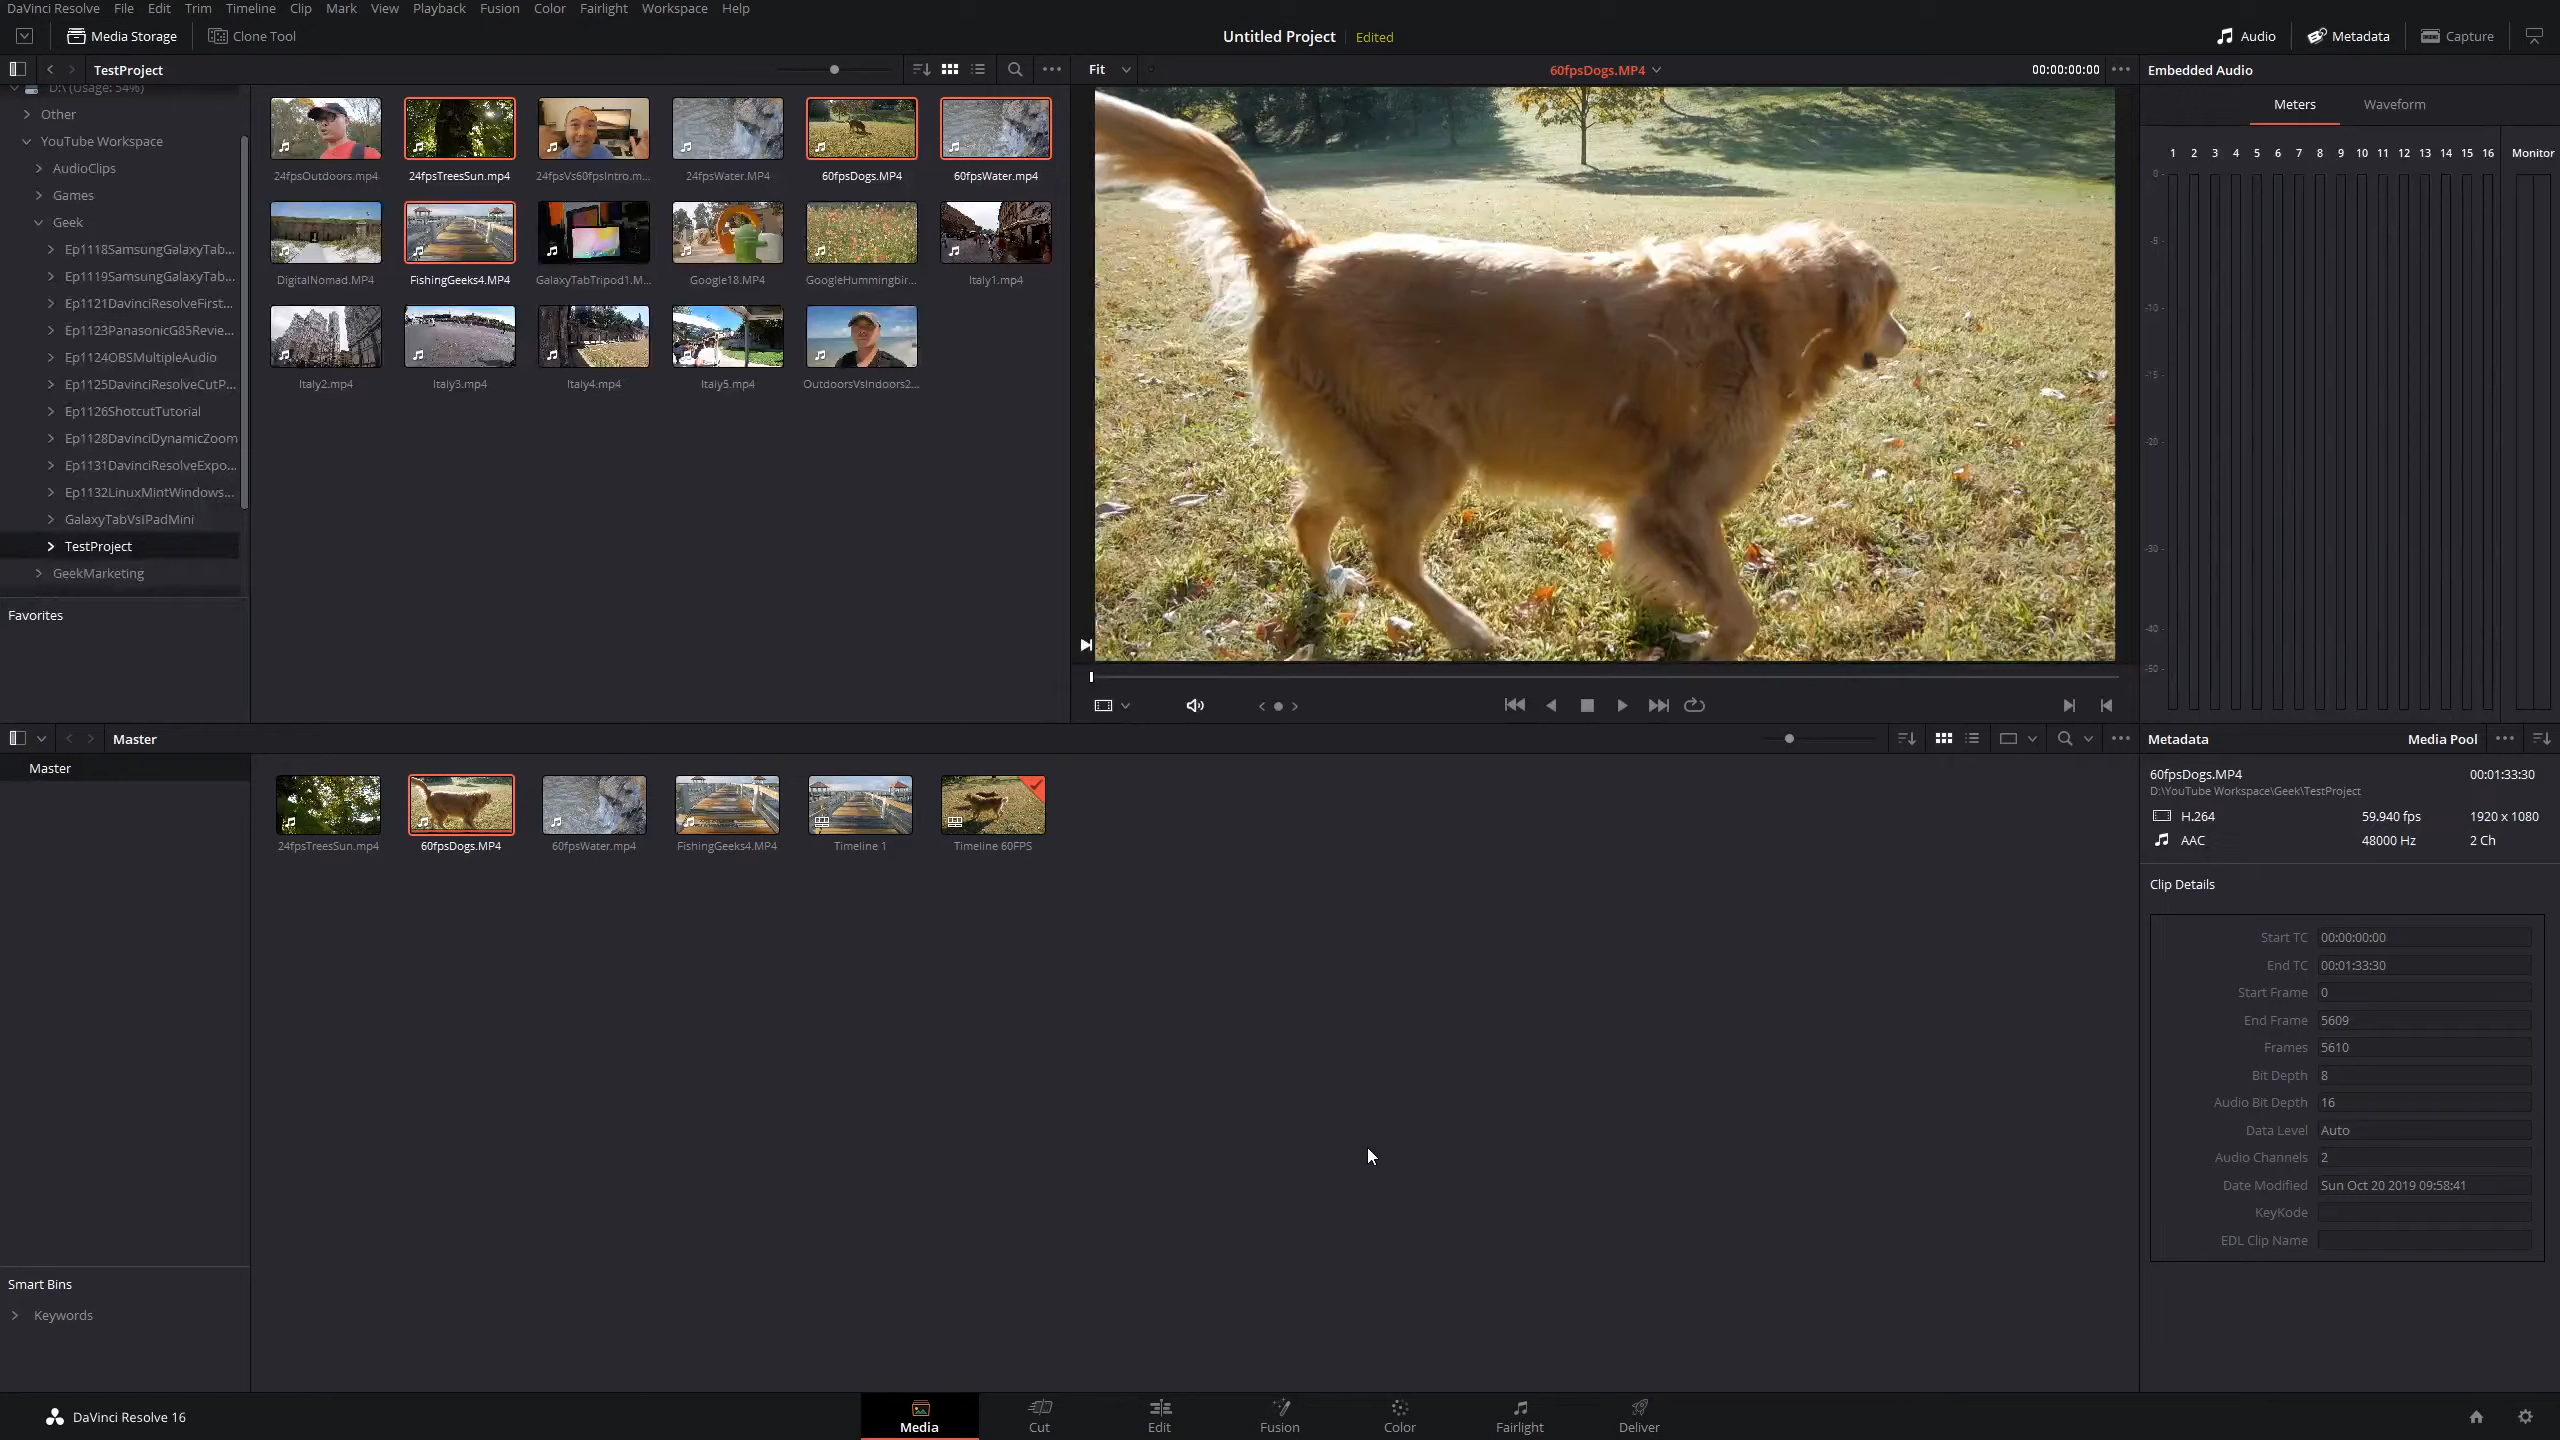 DaVinci Resolve File Edit Trim Timeline Clip Mark View Playback Fusion Color Fairlight Workspace Help
Media Storage Clone Tool Untitled Project Edited Audio Metadata Capture
TestProject Fit 60fpsDogs.MP4 00:00:00:00 Embedded Audio
D:\ (Usage: 54%)
Other
YouTube Workspace
AudioClips
Games
Geek
Ep1118SamsungGalaxyTab...
Ep1119SamsungGalaxyTab...
Ep1121DavinciResolveFirst...
Ep1123PanasonicG85Revie...
Ep1124OBSMultipleAudio
Ep1125DavinciResolveCutP...
Ep1126ShotcutTutorial
Ep1128DavinciDynamicZoom
Ep1131DavinciResolveExpo...
Ep1132LinuxMintWindows...
GalaxyTabVsIPadMini
TestProject
GeekMarketing
Favorites
24fpsOutdoors.mp4 24fpsTreesSun.mp4 24fpsVs60fpsIntro.m... 24fpsWater.MP4 60fpsDogs.MP4 60fpsWater.mp4
DigitalNomad.MP4 FishingGeeks4.MP4 GalaxyTabTripod1.M... Google18.MP4 GoogleHummingbir... Italy1.mp4
Italy2.mp4 Italy3.mp4 Italy4.mp4 Italy5.mp4 OutdoorsVsIndoors2...
Meters Waveform
1 2 3 4 5 6 7 8 9 10 11 12 13 14 15 16 Monitor
0
-5
-10
-15
-20
-30
-40
-50
Master
Master
24fpsTreesSun.mp4 60fpsDogs.MP4 60fpsWater.mp4 FishingGeeks4.MP4 Timeline 1 Timeline 60FPS
Smart Bins
Keywords
Metadata Media Pool
60fpsDogs.MP4 00:01:33:30
D:\YouTube Workspace\Geek\TestProject
H.264 59.940 fps 1920 x 1080
AAC 48000 Hz 2 Ch
Clip Details
Start TC 00:00:00:00
End TC 00:01:33:30
Start Frame 0
End Frame 5609
Frames 5610
Bit Depth 8
Audio Bit Depth 16
Data Level Auto
Audio Channels 2
Date Modified Sun Oct 20 2019 09:58:41
KeyKode
EDL Clip Name
DaVinci Resolve 16 Media Cut Edit Fusion Color Fairlight Deliver